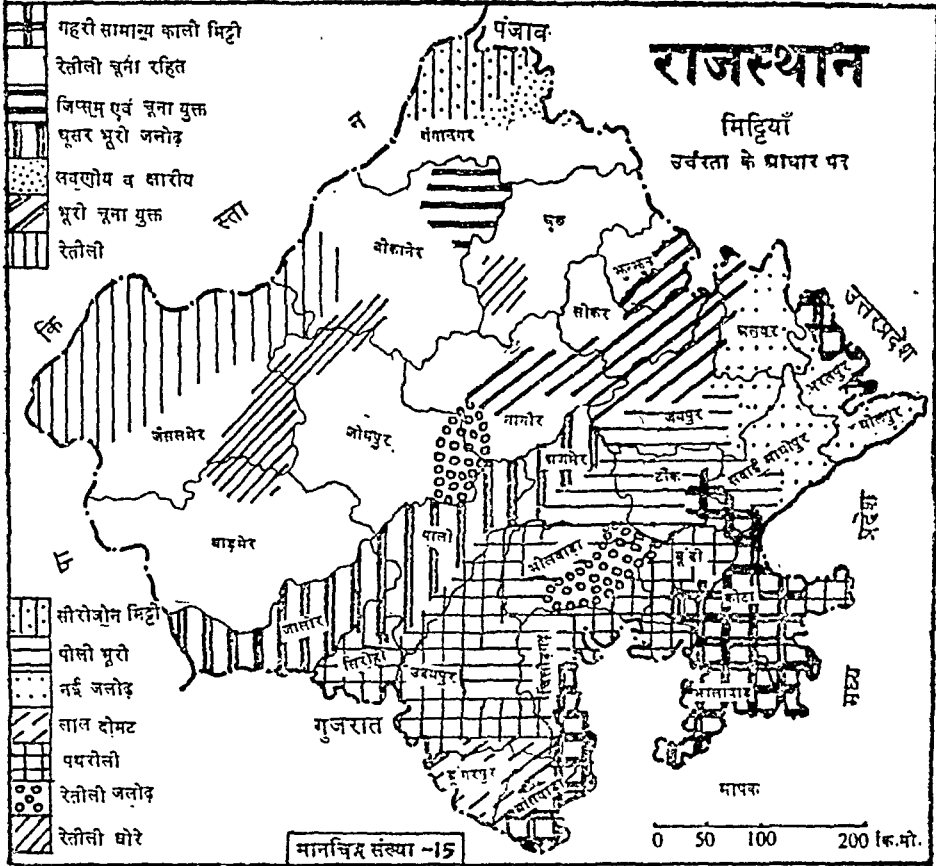 राजस्थान
मिट्टियाँ
उर्वरता के आधार पर
गहरी सामान्य काली मिट्टी
रेतीली चूना रहित
जिप्सम एवं चूना युक्त
धूसर भूरी जलोढ़
लवणीय व क्षारीय
भूरी चूना युक्त
रेतीली
पंजाब
न
स्ता
कि
पा
गंगानगर
बीकानेर
चूरू
झुन्झुनू
सीकर
अलवर
उत्तरप्रदेश
भरतपुर
धोलपुर
जैसलमेर
जोधपुर
नागौर
जयपुर
अजमेर
टोंक
सवाई माधोपुर
प्रदेश
बाड़मेर
पाली
भीलवाड़ा
बूंदी
कोटा
जालोर
सिरोही
उदयपुर
चित्तौड़गढ़
झालावाड़
मध्य
गुजरात
डूंगरपुर
बांसवाड़ा
सीरोजोन मिट्टी
पीली भूरी
नई जलोढ़
लाल दोमट
पथरीली
रेतीली जलोढ़
रेतीली धोरे
मापक
0 50 100 200 कि.मी.
मानचित्र संख्या -15